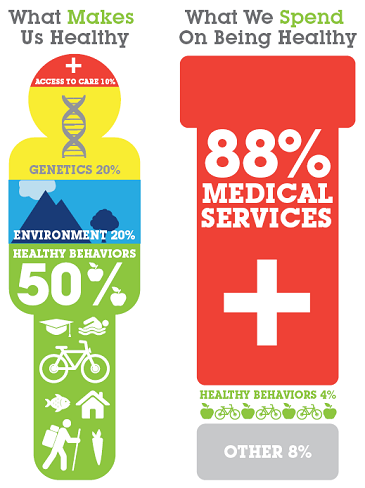 What Makes
Us Healthy
ACCESS TO CARE 10%
GENETICS 20%
ENVIRONMENT 20%
HEALTHY BEHAVIORS
50%
What We Spend
On Being Healthy
88%
MEDICAL
SERVICES
HEALTHY BEHAVIORS 4%
OTHER 8%